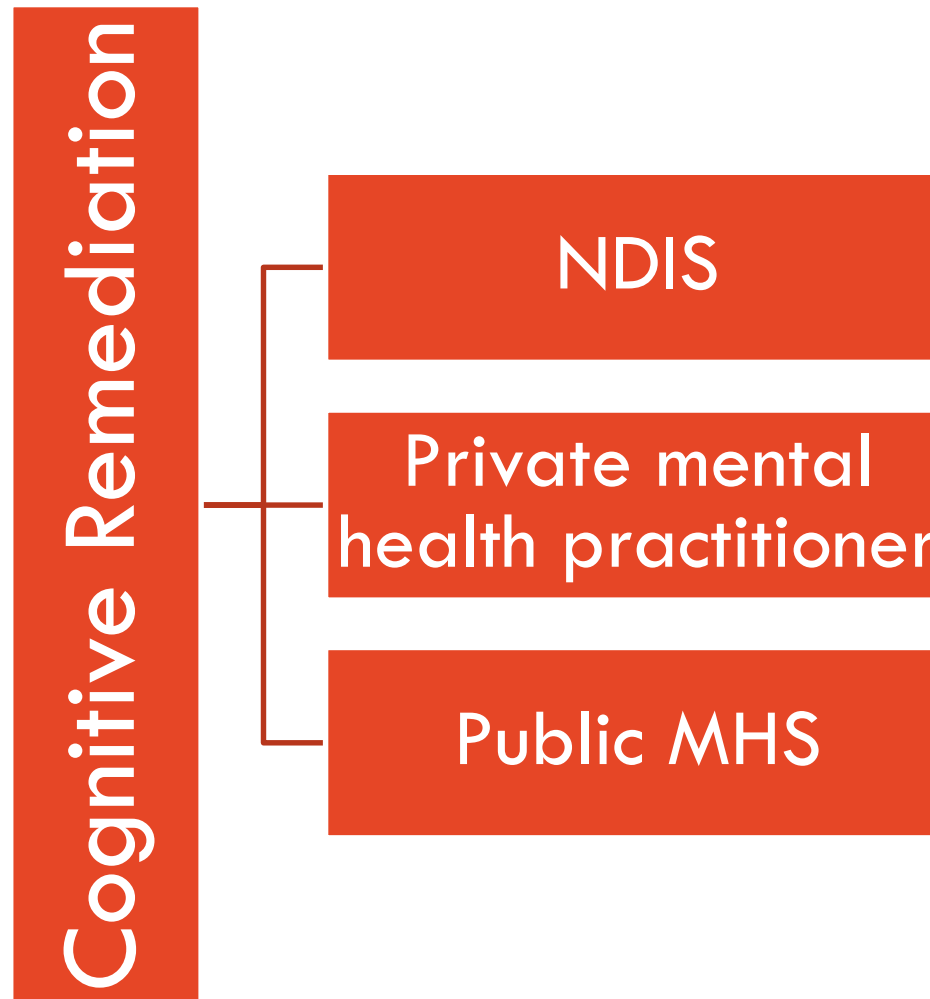 Cognitive Remediation
NDIS
Private mental
health practitioner
Public MHS